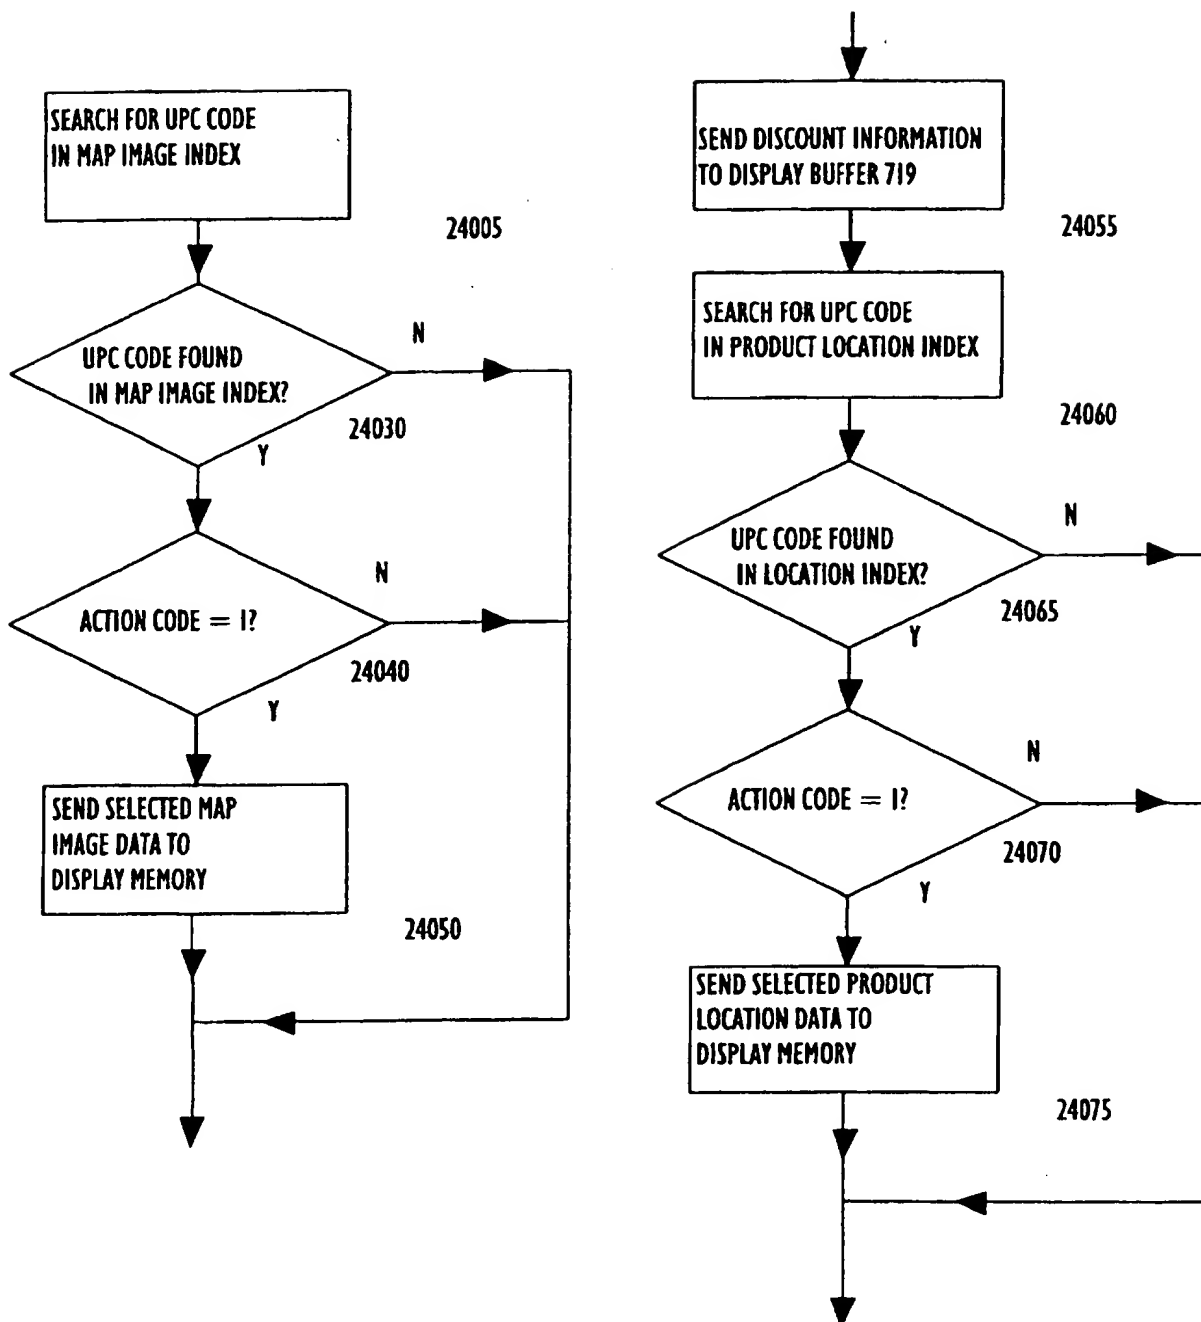 SEARCH FOR UPC CODE
IN MAP IMAGE INDEX
24005
UPC CODE FOUND
IN MAP IMAGE INDEX?
N
24030
Y
ACTION CODE = 1?
N
24040
Y
SEND SELECTED MAP
IMAGE DATA TO
DISPLAY MEMORY
24050
SEND DISCOUNT INFORMATION
TO DISPLAY BUFFER 719
24055
SEARCH FOR UPC CODE
IN PRODUCT LOCATION INDEX
24060
UPC CODE FOUND
IN LOCATION INDEX?
N
24065
Y
ACTION CODE = 1?
N
24070
Y
SEND SELECTED PRODUCT
LOCATION DATA TO
DISPLAY MEMORY
24075